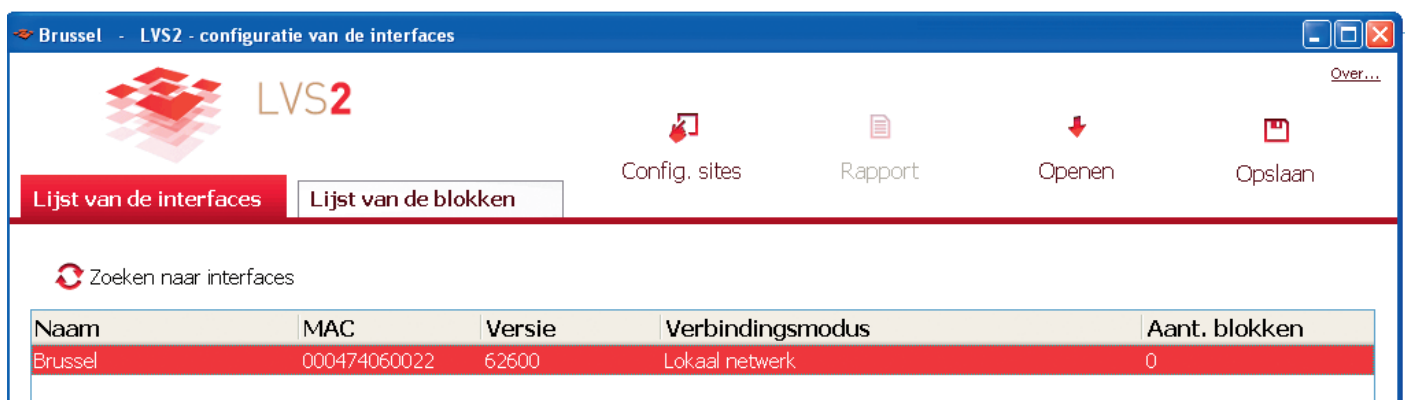 Brussel - LVS2 - configuratie van de interfaces
Over...
LVS2
Config. sites Rapport Openen Opslaan
Lijst van de interfaces Lijst van de blokken
Zoeken naar interfaces
Naam MAC Versie Verbindingsmodus Aant. blokken
Brussel 000474060022 62600 Lokaal netwerk 0